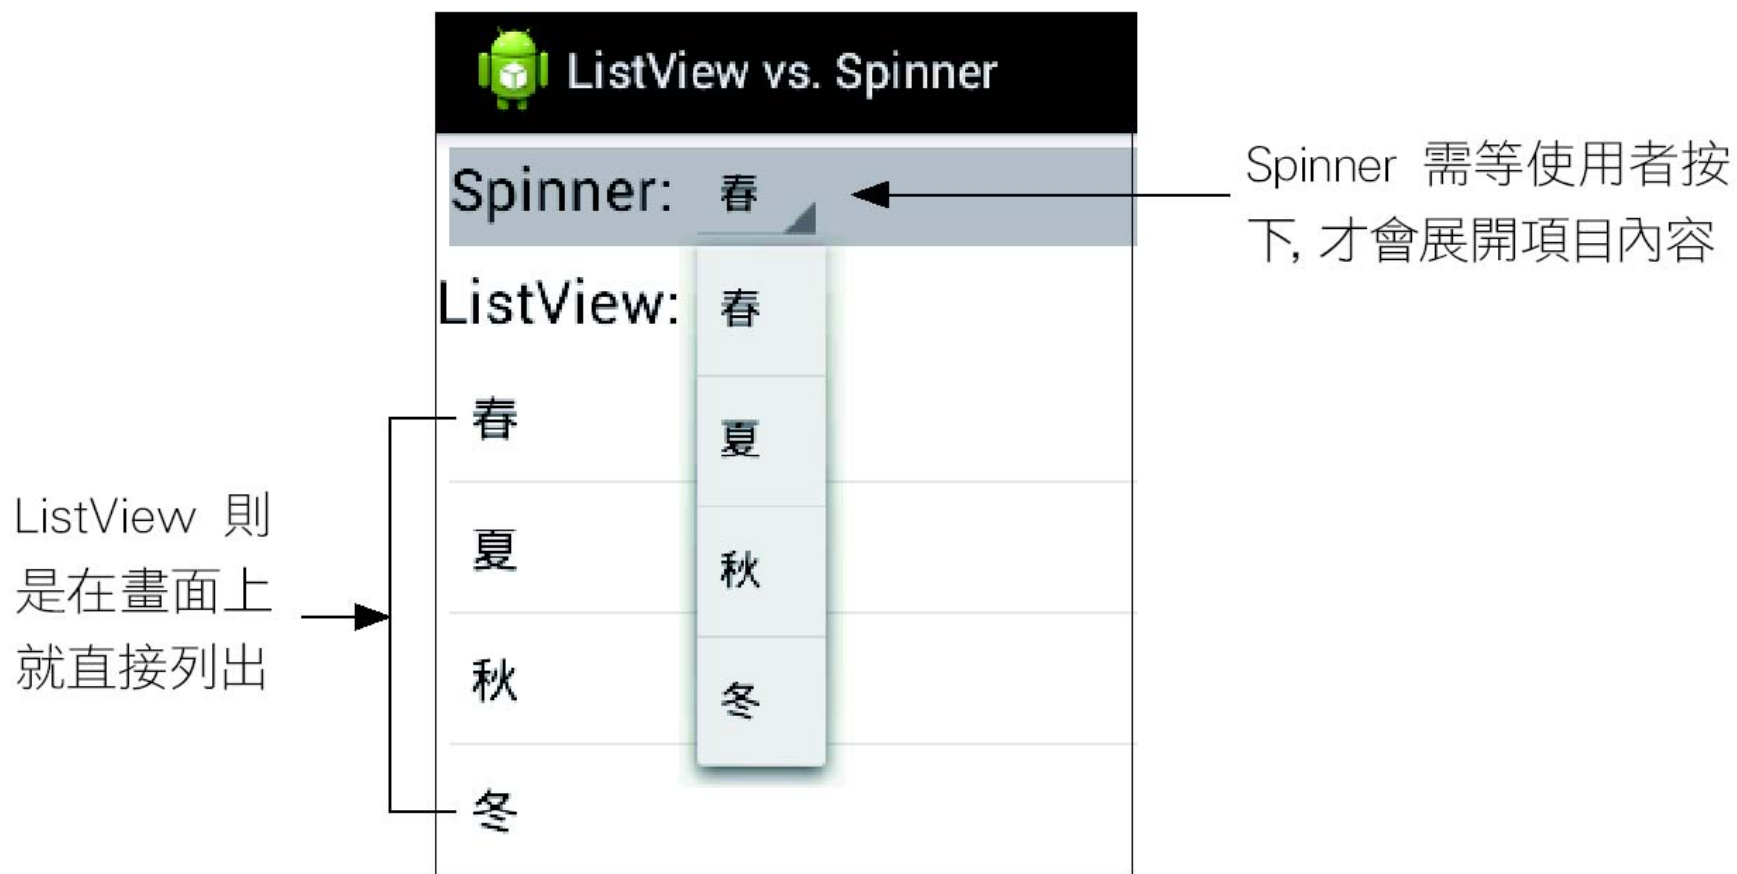 ListView vs. Spinner
Spinner: 春
Spinner 需等使用者按
下, 才會展開項目內容
ListView:
春
夏
秋
冬
春
夏
秋
冬
ListView 則
是在畫面上
就直接列出